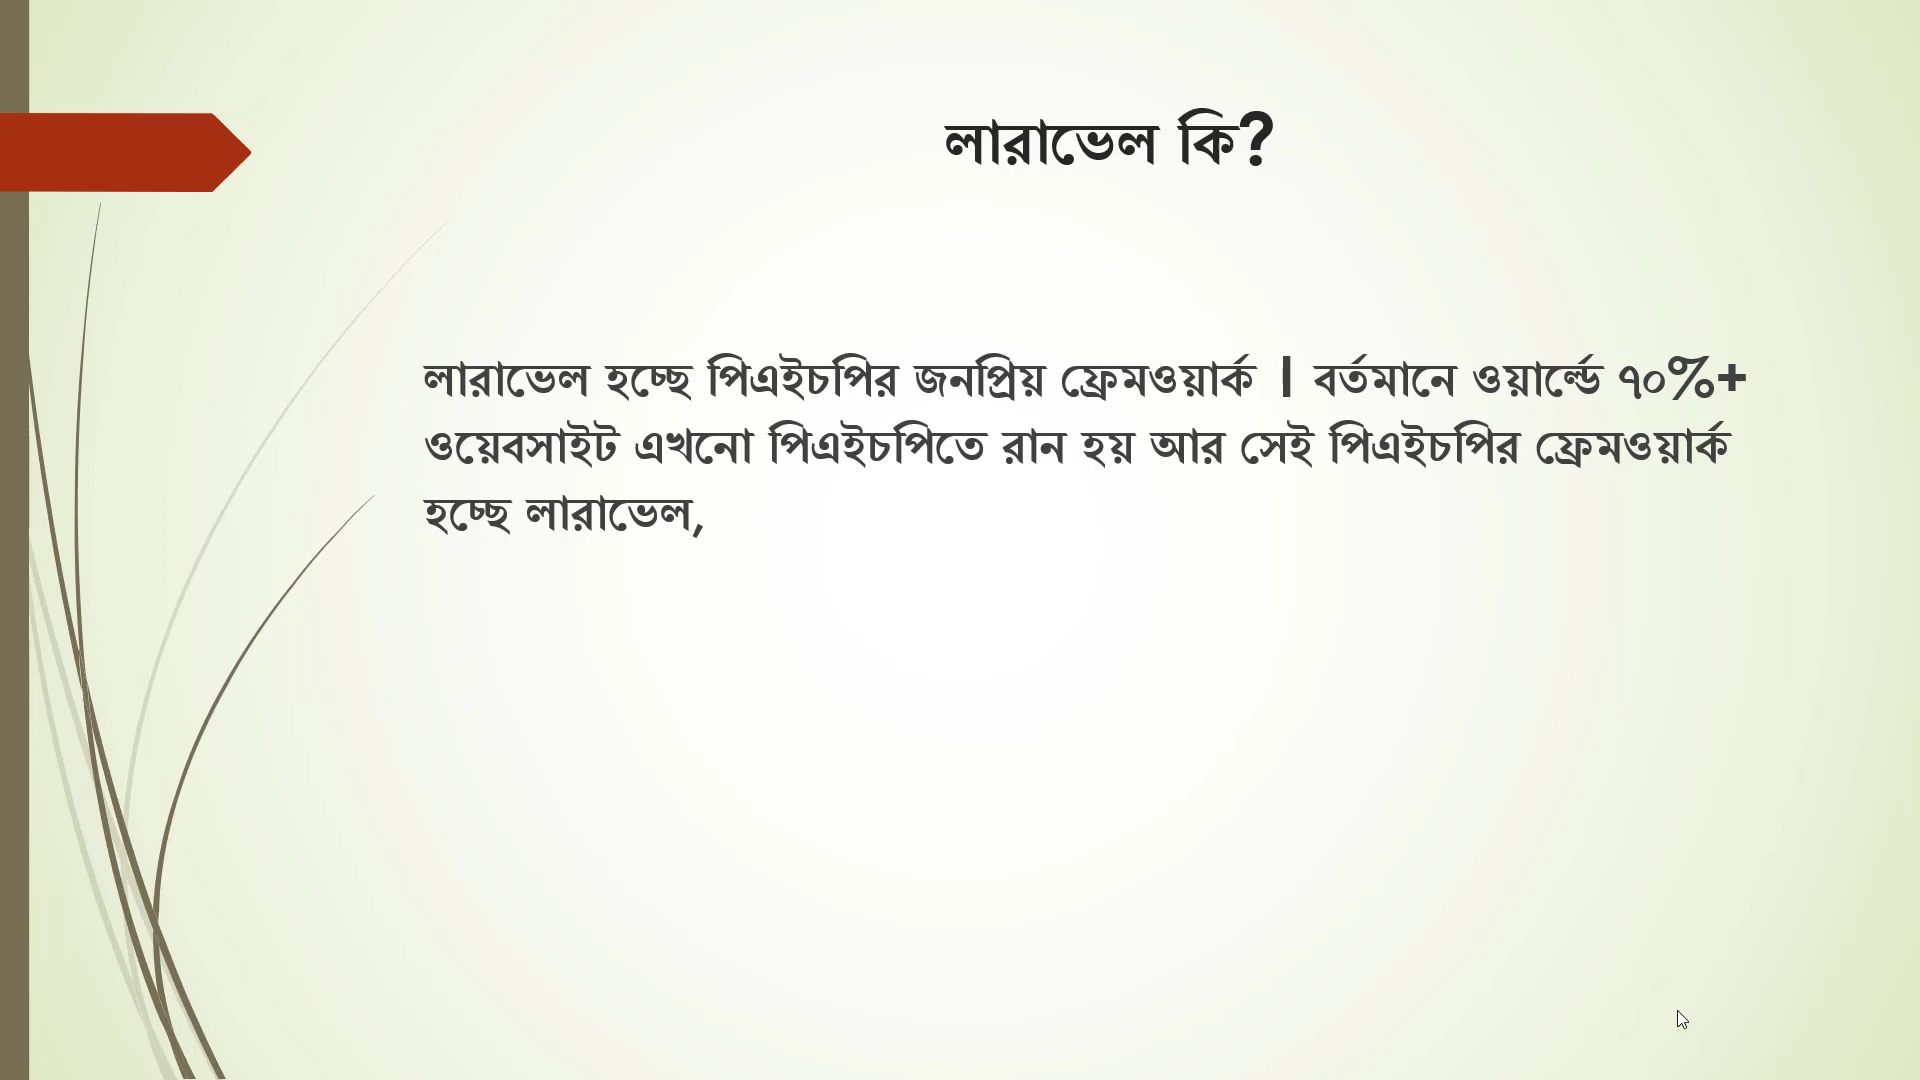 লারাভেল কি?
লারাভেল হচ্ছে পিএইচপির জনপ্রিয় ফ্রেমওয়ার্ক । বর্তমানে ওয়ার্ল্ডে ৭০%+
ওয়েবসাইট এখনো পিএইচপিতে রান হয় আর সেই পিএইচপির ফ্রেমওয়ার্ক
হচ্ছে লারাভেল,